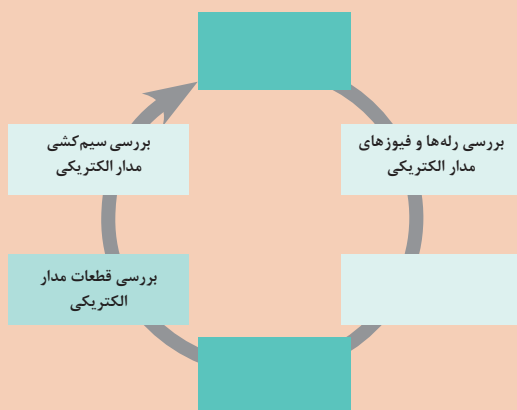 بررسی رله‌ها و فیوزهای
مدار الکتریکی
بررسی سیم‌کشی
مدار الکتریکی
بررسی قطعات مدار
الکتریکی